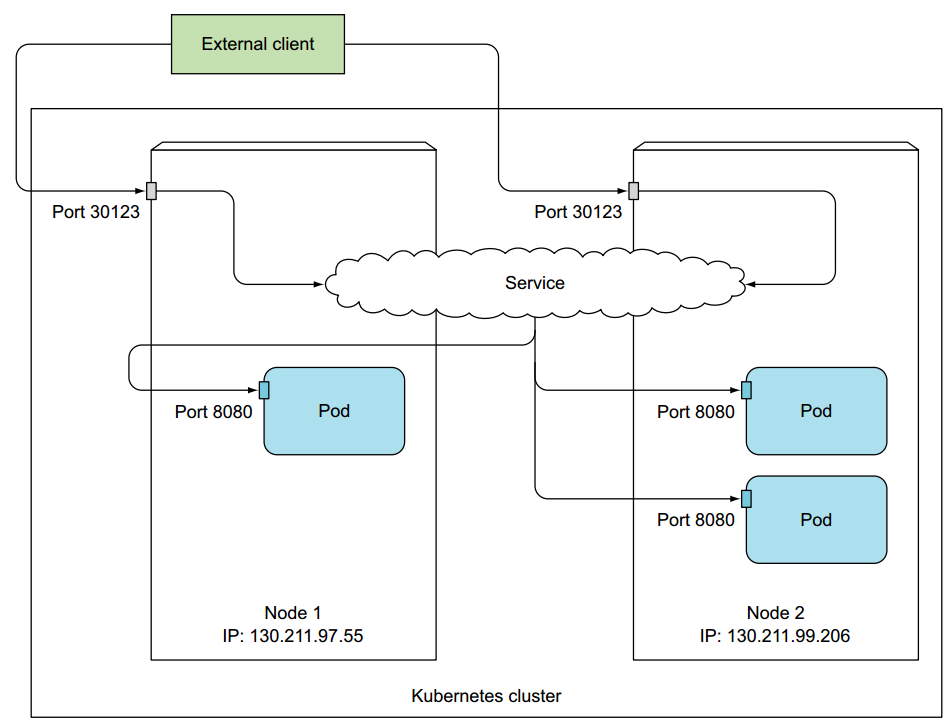 External client
Port 30123
Port 30123
Service
Port 8080
Pod
Port 8080
Pod
Port 8080
Pod
Node 1
IP: 130.211.97.55
Node 2
IP: 130.211.99.206
Kubernetes cluster